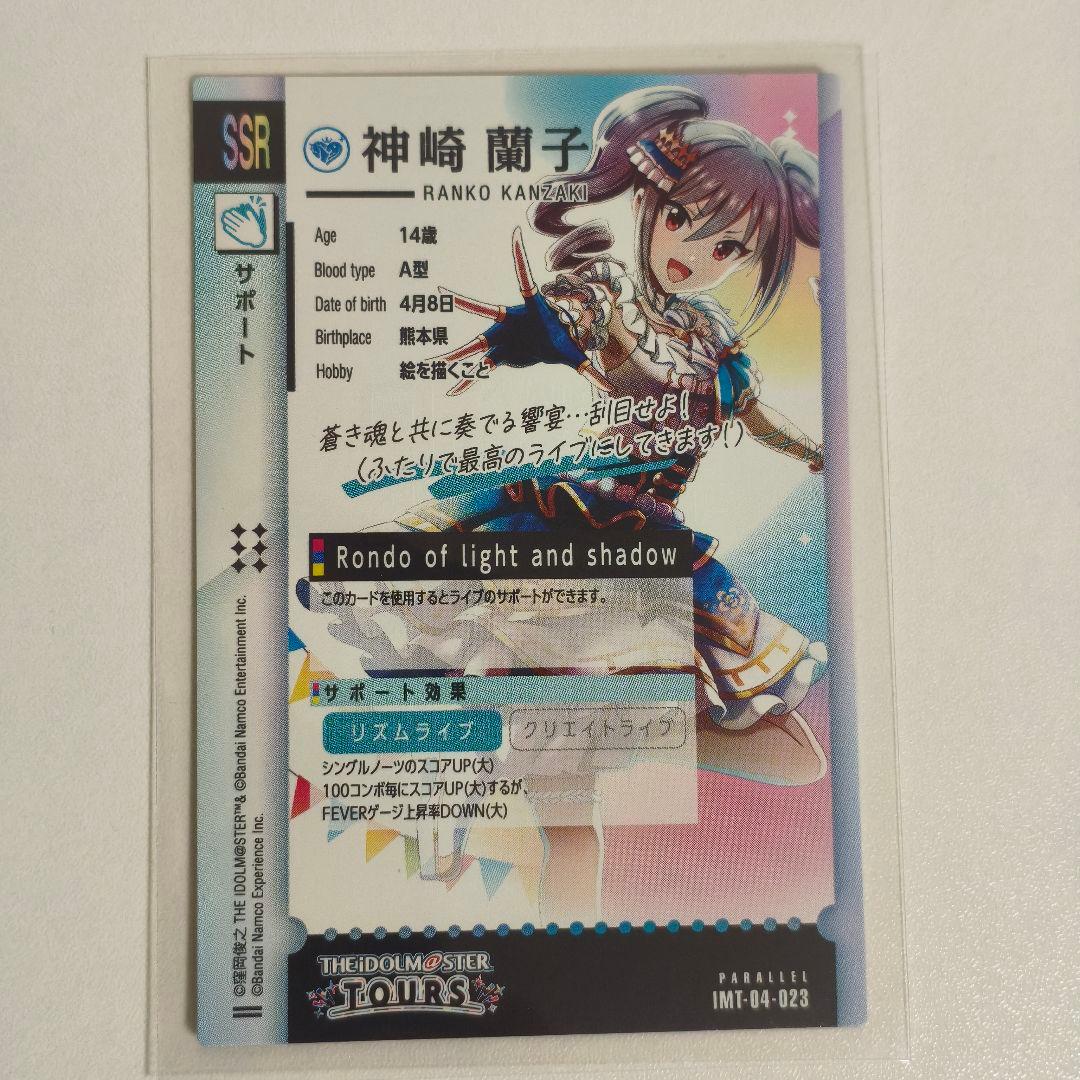 SSR
サポート
神崎 蘭子
RANKO KANZAKI
Age 14歳
Blood type A型
Date of birth 4月8日
Birthplace 熊本県
Hobby 絵を描くこと
蒼き魂と共に奏でる響宴…刮目せよ!
(ふたりで最高のライブにしてきます!)
Rondo of light and shadow
このカードを使用するとライブのサポートができます。
サポート効果
リズムライブ クリエイトライブ
シングルノーツのスコアUP(大)
100コンボ毎にスコアUP(大)するが、
FEVERゲージ上昇率DOWN(大)
©窪岡俊之 THE IDOLM@STER™& ©Bandai Namco Entertainment Inc.
©Bandai Namco Experience Inc.
THE iDOLM@STER
TOURS
PARALLEL
IMT-04-023